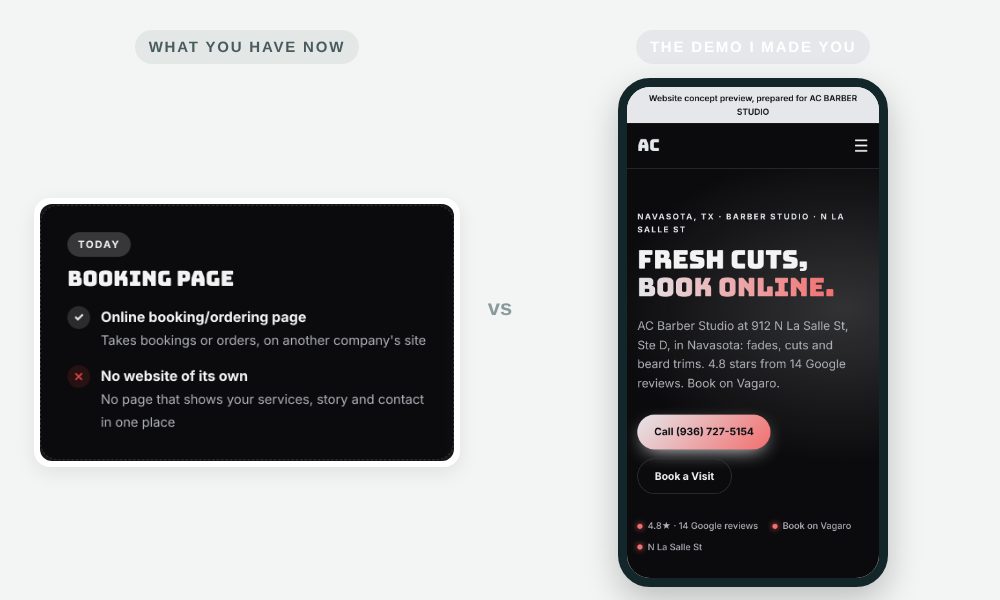 WHAT YOU HAVE NOW
TODAY
BOOKING PAGE
Online booking/ordering page
Takes bookings or orders, on another company's site
No website of its own
No page that shows your services, story and contact
in one place
vs
THE DEMO I MADE YOU
Website concept preview, prepared for AC BARBER
STUDIO
AC
NAVASOTA, TX · BARBER STUDIO · N LA
SALLE ST
FRESH CUTS,
BOOK ONLINE.
AC Barber Studio at 912 N La Salle St,
Ste D, in Navasota: fades, cuts and
beard trims. 4.8 stars from 14 Google
reviews. Book on Vagaro.
Call (936) 727-5154
Book a Visit
4.8★ · 14 Google reviews
Book on Vagaro
N La Salle St